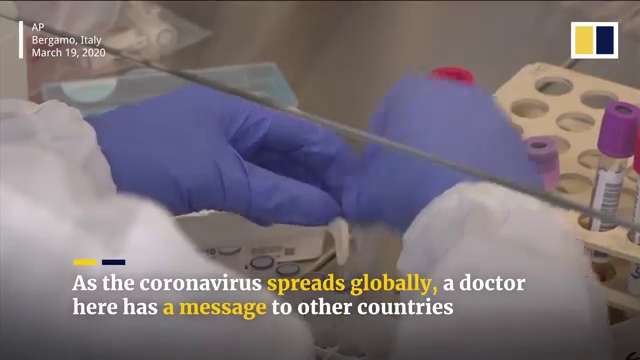 AP
Bergamo, Italy
March 19, 2020
As the coronavirus spreads globally, a doctor
here has a message to other countries